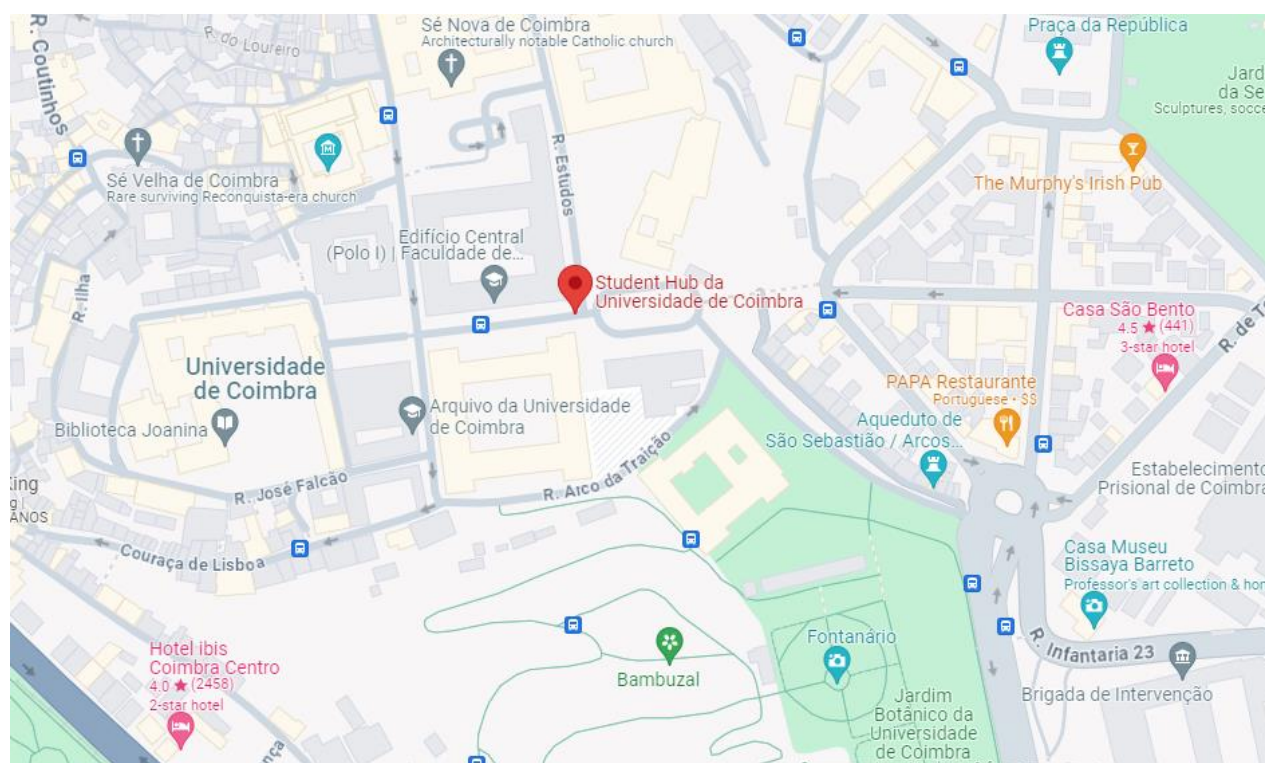 R. Coutinhos
R. do Loureiro
Sé Nova de Coimbra
Architecturally notable Catholic church
Praça da República
Jard
da Se
Sculptures, socce
Sé Velha de Coimbra
Rare surviving Reconquista-era church
R. Estudos
The Murphy's Irish Pub
Edifício Central
(Polo I) | Faculdade de...
Student Hub da
Universidade de Coimbra
R. Ilha
Casa São Bento
4.5 ★ (441)
3-star hotel
R. de To
Universidade
de Coimbra
PAPA Restaurante
Portuguese • $$
Biblioteca Joanina
Arquivo da Universidade
de Coimbra
Aqueduto de
São Sebastião / Arcos...
Estabelecimento
Prisional de Coimbra
R. José Falcão
R. Arco da Traição
King
ANOS
Couraça de Lisboa
Casa Museu
Bissaya Barreto
Professor's art collection & hom
Hotel ibis
Coimbra Centro
4.0 ★ (2458)
2-star hotel
Bambuzal
Fontanário
R. Infantaria 23
Brigada de Intervenção
Jardim
Botânico da
Universidade
de Coimbra
ença